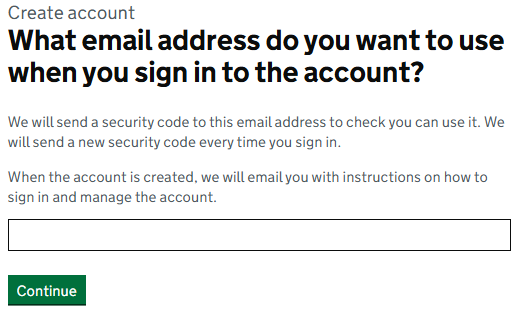 Create account
What email address do you want to use
when you sign in to the account?
We will send a security code to this email address to check you can use it. We
will send a new security code every time you sign in.
When the account is created, we will email you with instructions on how to
sign in and manage the account.
Continue